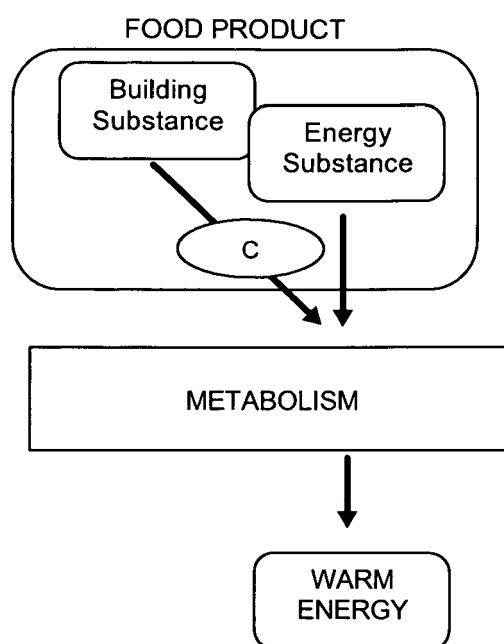 FOOD PRODUCT
Building
Substance
Energy
Substance
C
METABOLISM
WARM
ENERGY